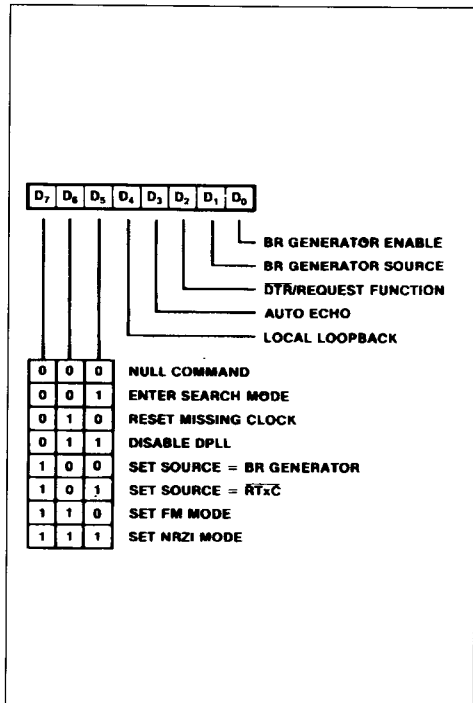 D7 D6 D5 D4 D3 D2 D1 D0
BR GENERATOR ENABLE
BR GENERATOR SOURCE
DTR/REQUEST FUNCTION
AUTO ECHO
LOCAL LOOPBACK
0 0 0 NULL COMMAND
0 0 1 ENTER SEARCH MODE
0 1 0 RESET MISSING CLOCK
0 1 1 DISABLE DPLL
1 0 0 SET SOURCE = BR GENERATOR
1 0 1 SET SOURCE = RTxC
1 1 0 SET FM MODE
1 1 1 SET NRZI MODE